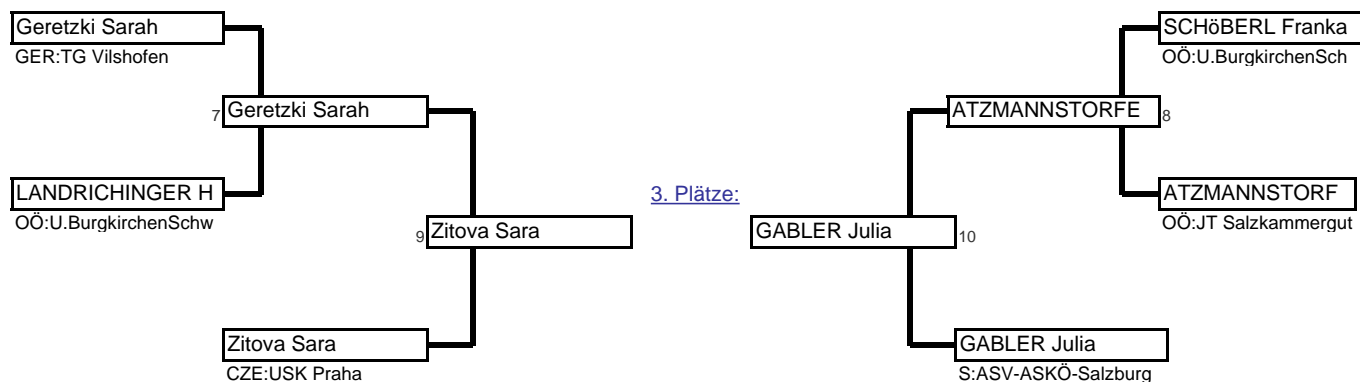 Geretzki Sarah
GER:TG Vilshofen
7 Geretzki Sarah
LANDRICHINGER H
OÖ:U.BurgkirchenSchw
9 Zitova Sara
Zitova Sara
CZE:USK Praha
3. Plätze:
SCHöBERL Franka
OÖ:U.BurgkirchenSch
ATZMANNSTORFE 8
ATZMANNSTORF
OÖ:JT Salzkammergut
GABLER Julia 10
GABLER Julia
S:ASV-ASKÖ-Salzburg